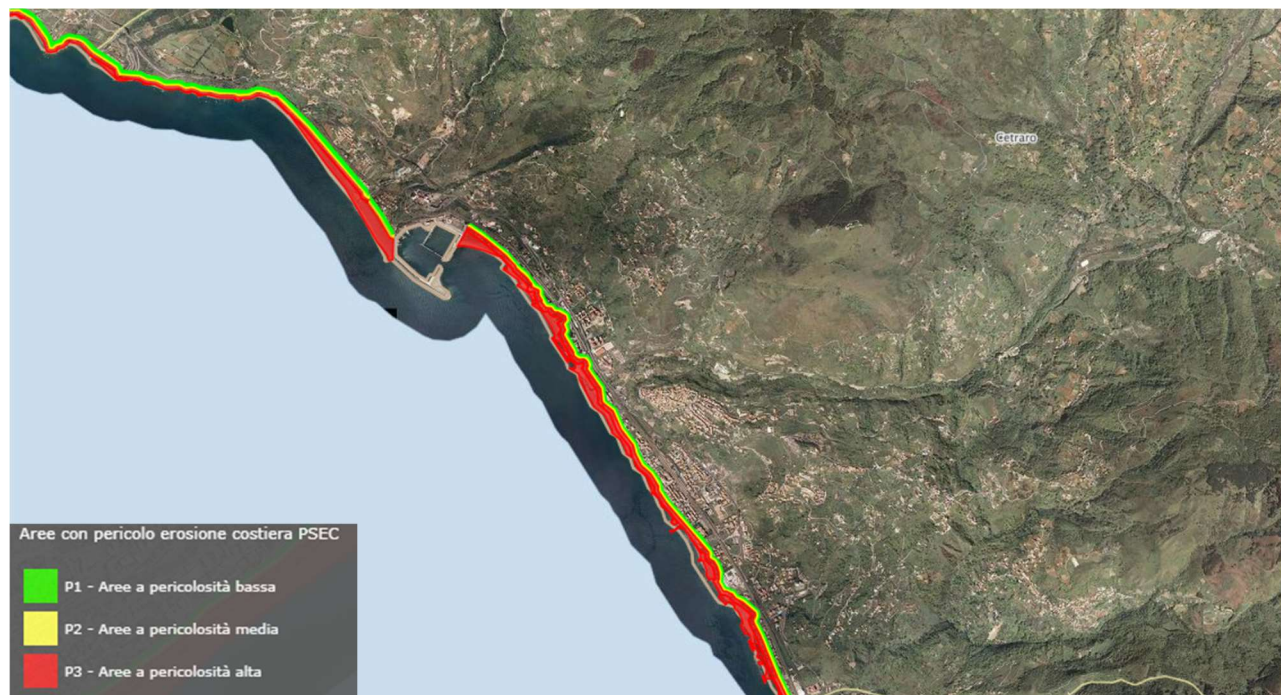 Cetraro
Aree con pericolo erosione costiera PSEC
P1 - Aree a pericolosità bassa
P2 - Aree a pericolosità media
P3 - Aree a pericolosità alta